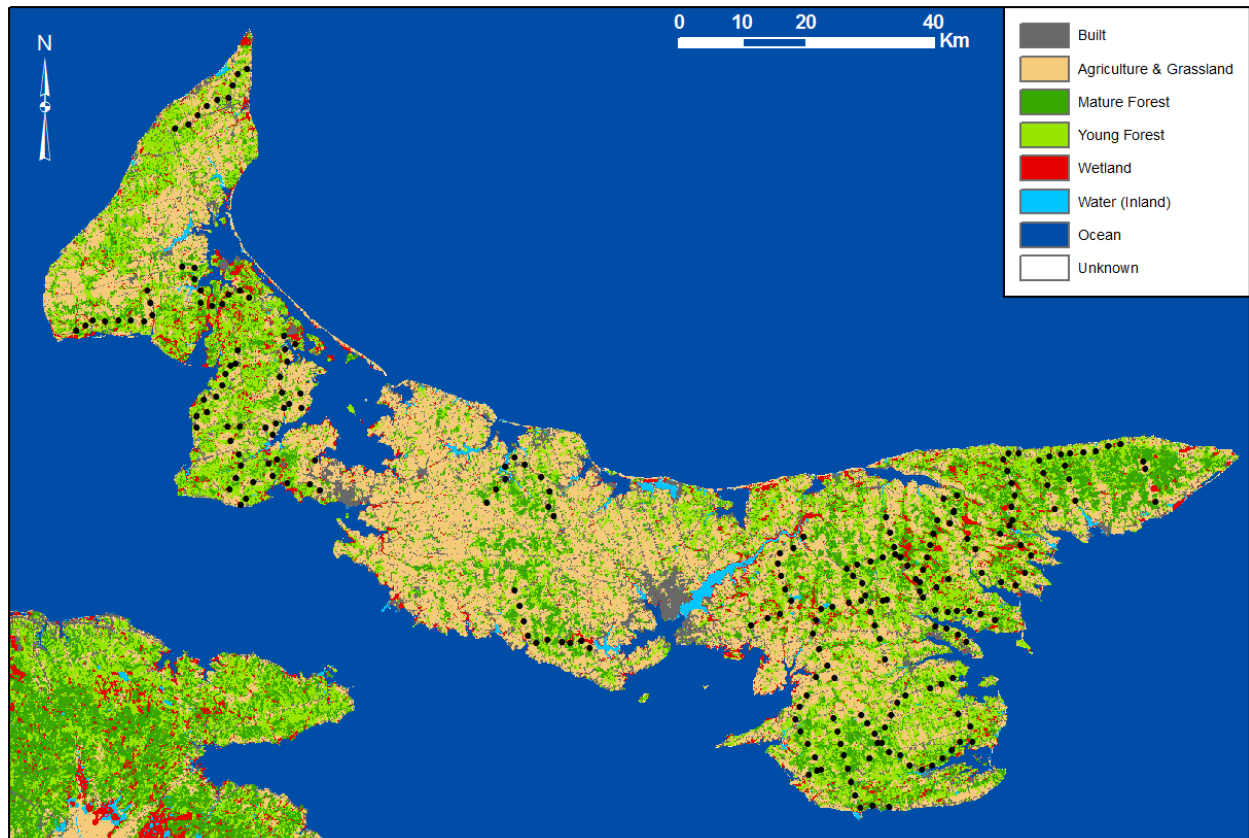 N
0 10 20 40
Km
Built
Agriculture & Grassland
Mature Forest
Young Forest
Wetland
Water (Inland)
Ocean
Unknown